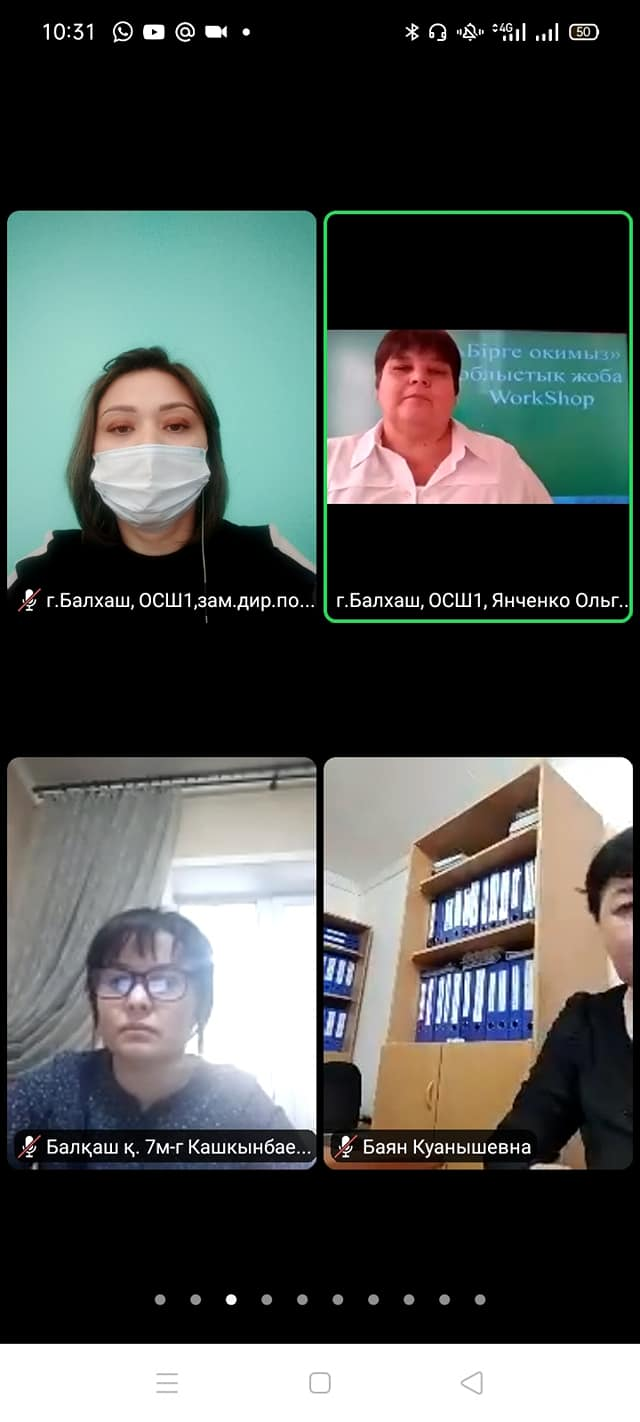 10:31
4G
50
Бірге оқимыз»
облыстық жоба
WorkShop
г.Балхаш, ОСШ1,зам.дир.по...
г.Балхаш, ОСШ1, Янченко Ольг...
Балқаш қ. 7м-г Кашкынбае...
Баян Куанышевна